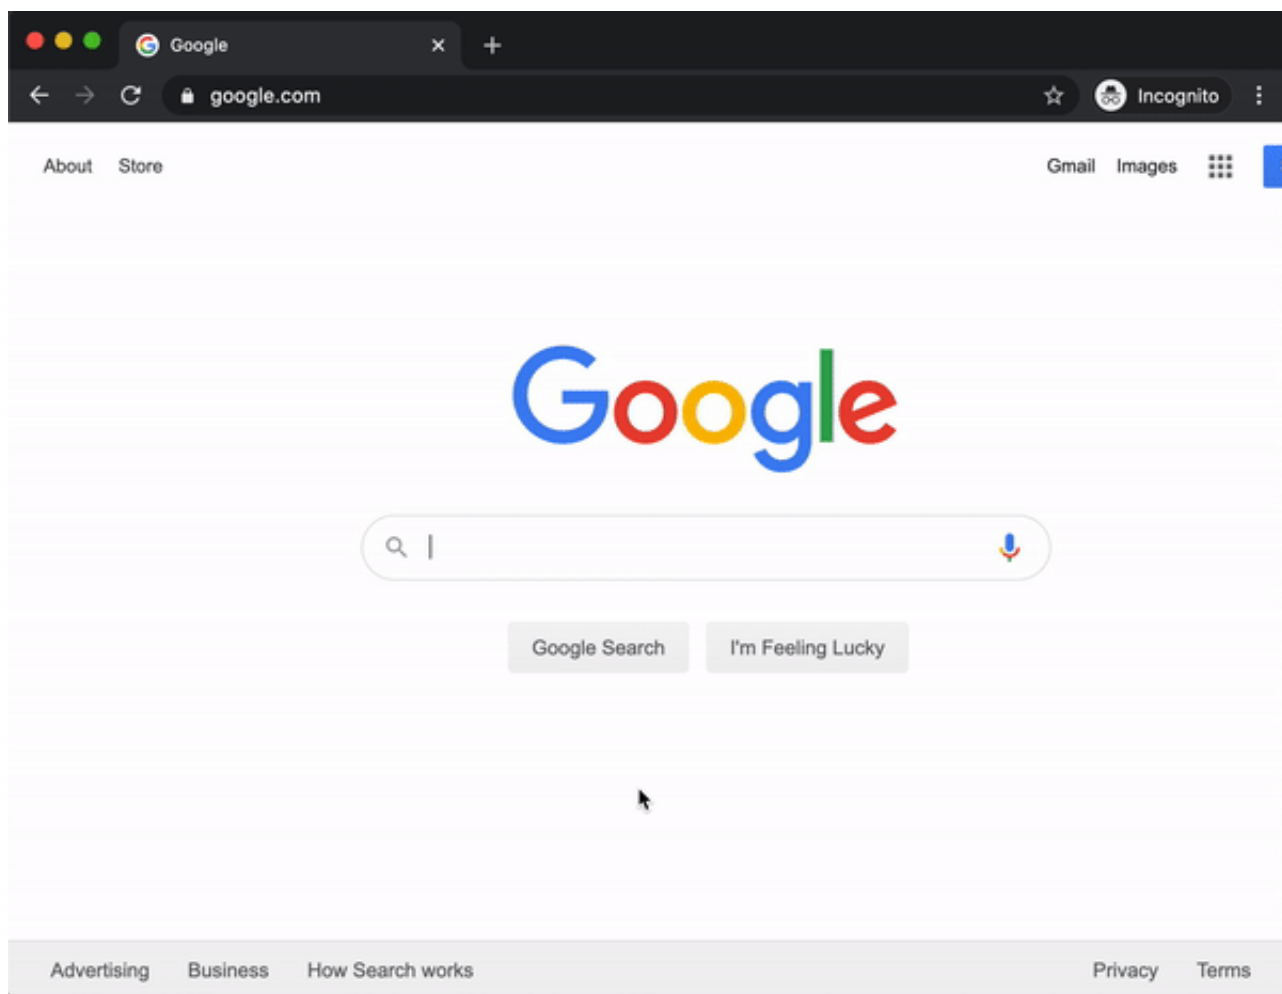 Google
google.com
Incognito
About Store
Gmail Images
Google
Google Search
I'm Feeling Lucky
Advertising Business How Search works
Privacy Terms